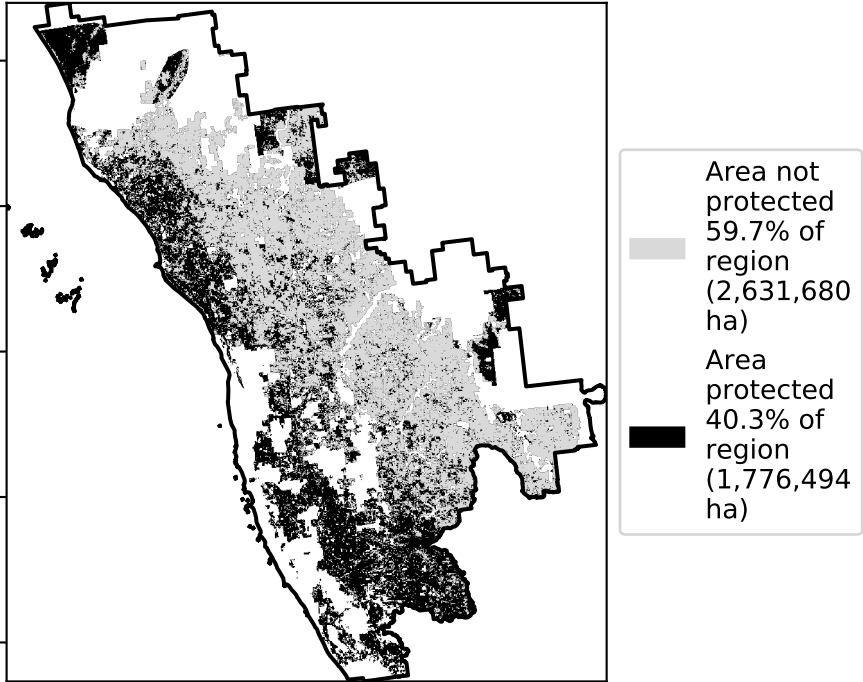 Area not
protected
59.7% of
region
(2,631,680
ha)
Area
protected
40.3% of
region
(1,776,494
ha)